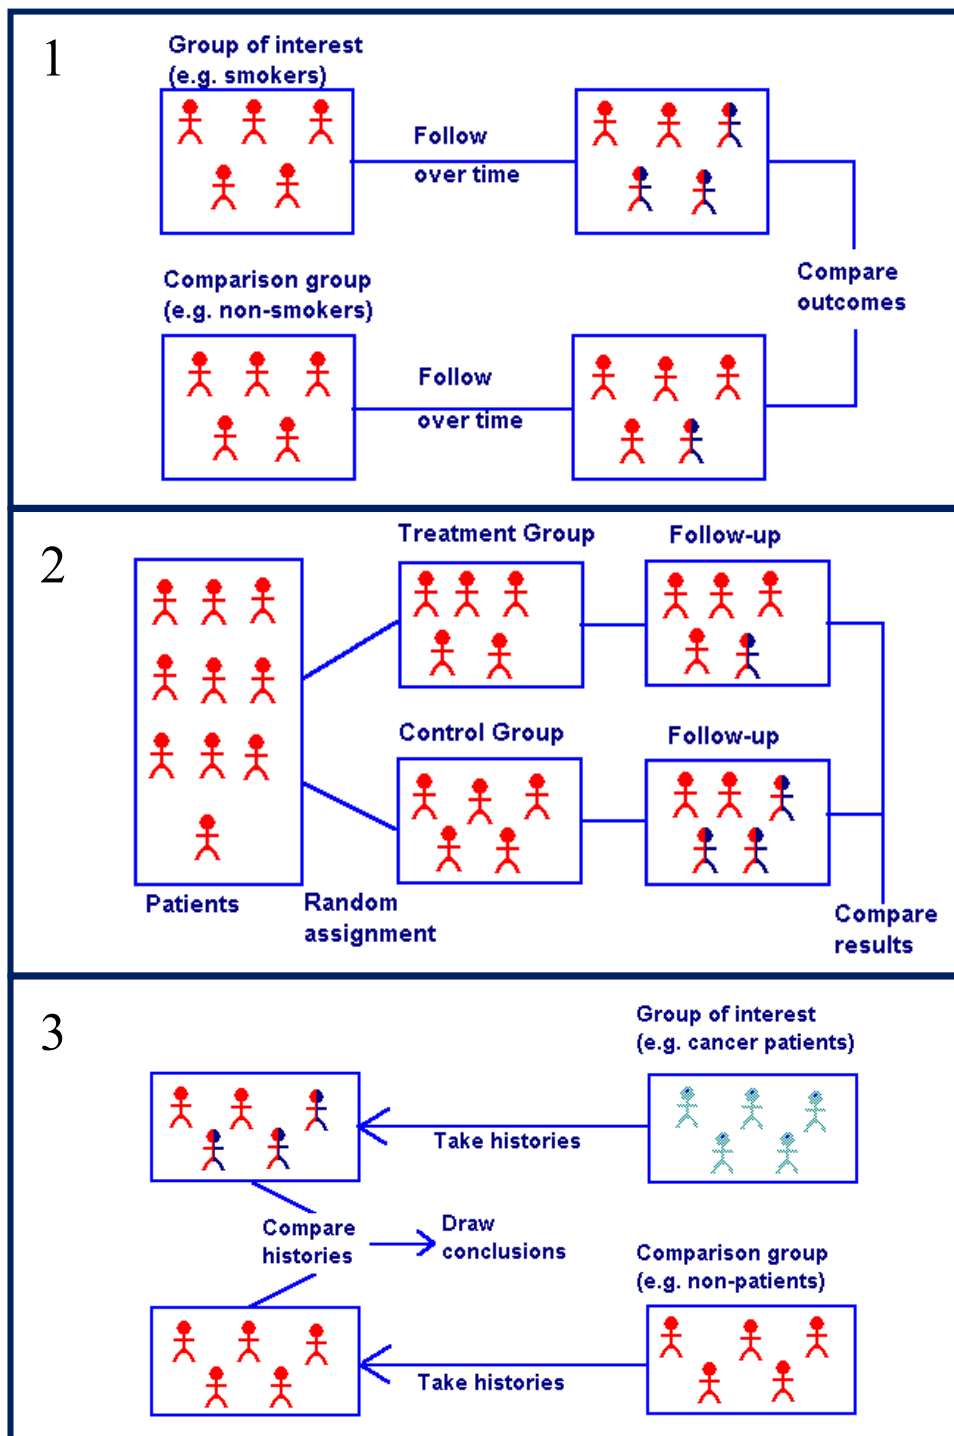 1
Group of interest
(e.g. smokers)
Follow
over time
Compare
outcomes
Comparison group
(e.g. non-smokers)
Follow
over time
2
Treatment Group
Follow-up
Control Group
Follow-up
Patients
Random
assignment
Compare
results
3
Group of interest
(e.g. cancer patients)
Take histories
Compare
histories
Draw
conclusions
Comparison group
(e.g. non-patients)
Take histories